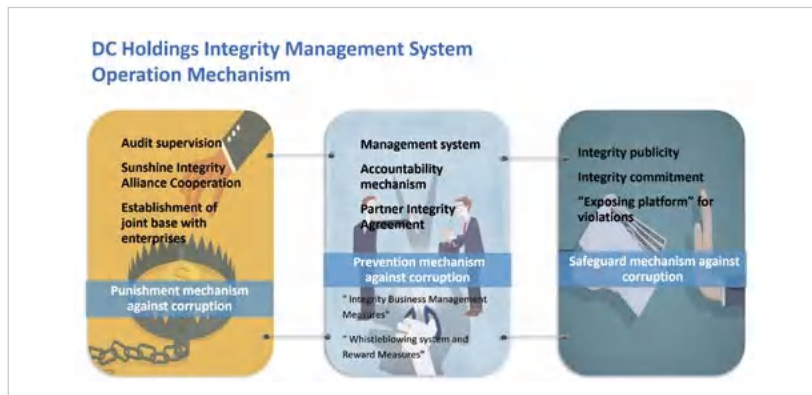 DC Holdings Integrity Management System
Operation Mechanism
Audit supervision
Sunshine Integrity
Alliance Cooperation
Establishment of
joint base with
enterprises
Punishment mechanism
against corruption
Management system
Accountability
mechanism
Partner Integrity
Agreement
Prevention mechanism
against corruption
" Integrity Business Management
Measures"
" Whistleblowing system and
Reward Measures"
Integrity publicity
Integrity commitment
"Exposing platform" for
violations
Safeguard mechanism against
corruption